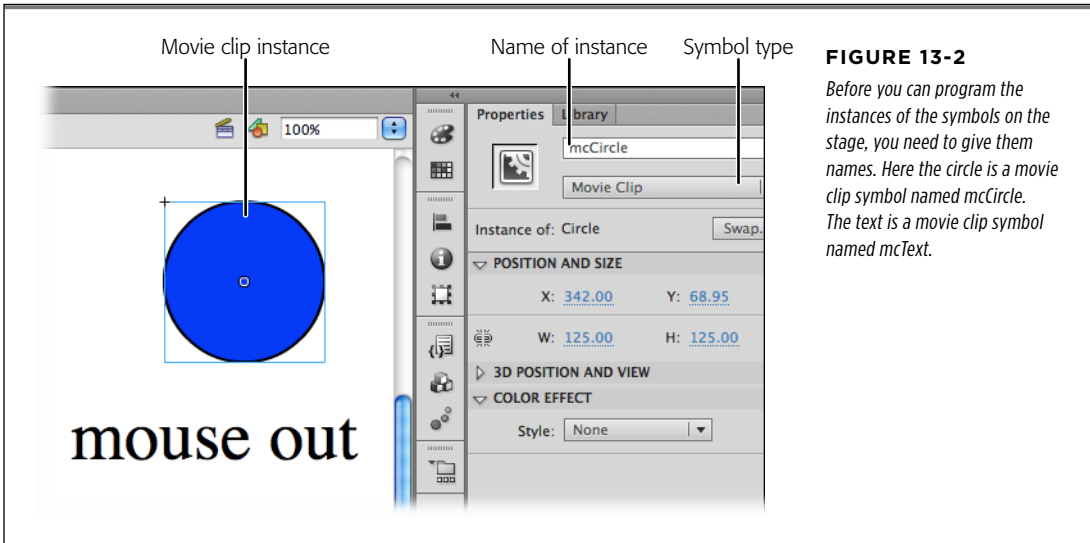 Movie clip instance
Name of instance
Symbol type
100%
mouse out
Properties
Library
mcCircle
Movie Clip
Instance of: Circle
Swap.
POSITION AND SIZE
X: 342.00 Y: 68.95
W: 125.00 H: 125.00
3D POSITION AND VIEW
COLOR EFFECT
Style: None
FIGURE 13-2
Before you can program the
instances of the symbols on the
stage, you need to give them
names. Here the circle is a movie
clip symbol named mcCircle.
The text is a movie clip symbol
named mcText.